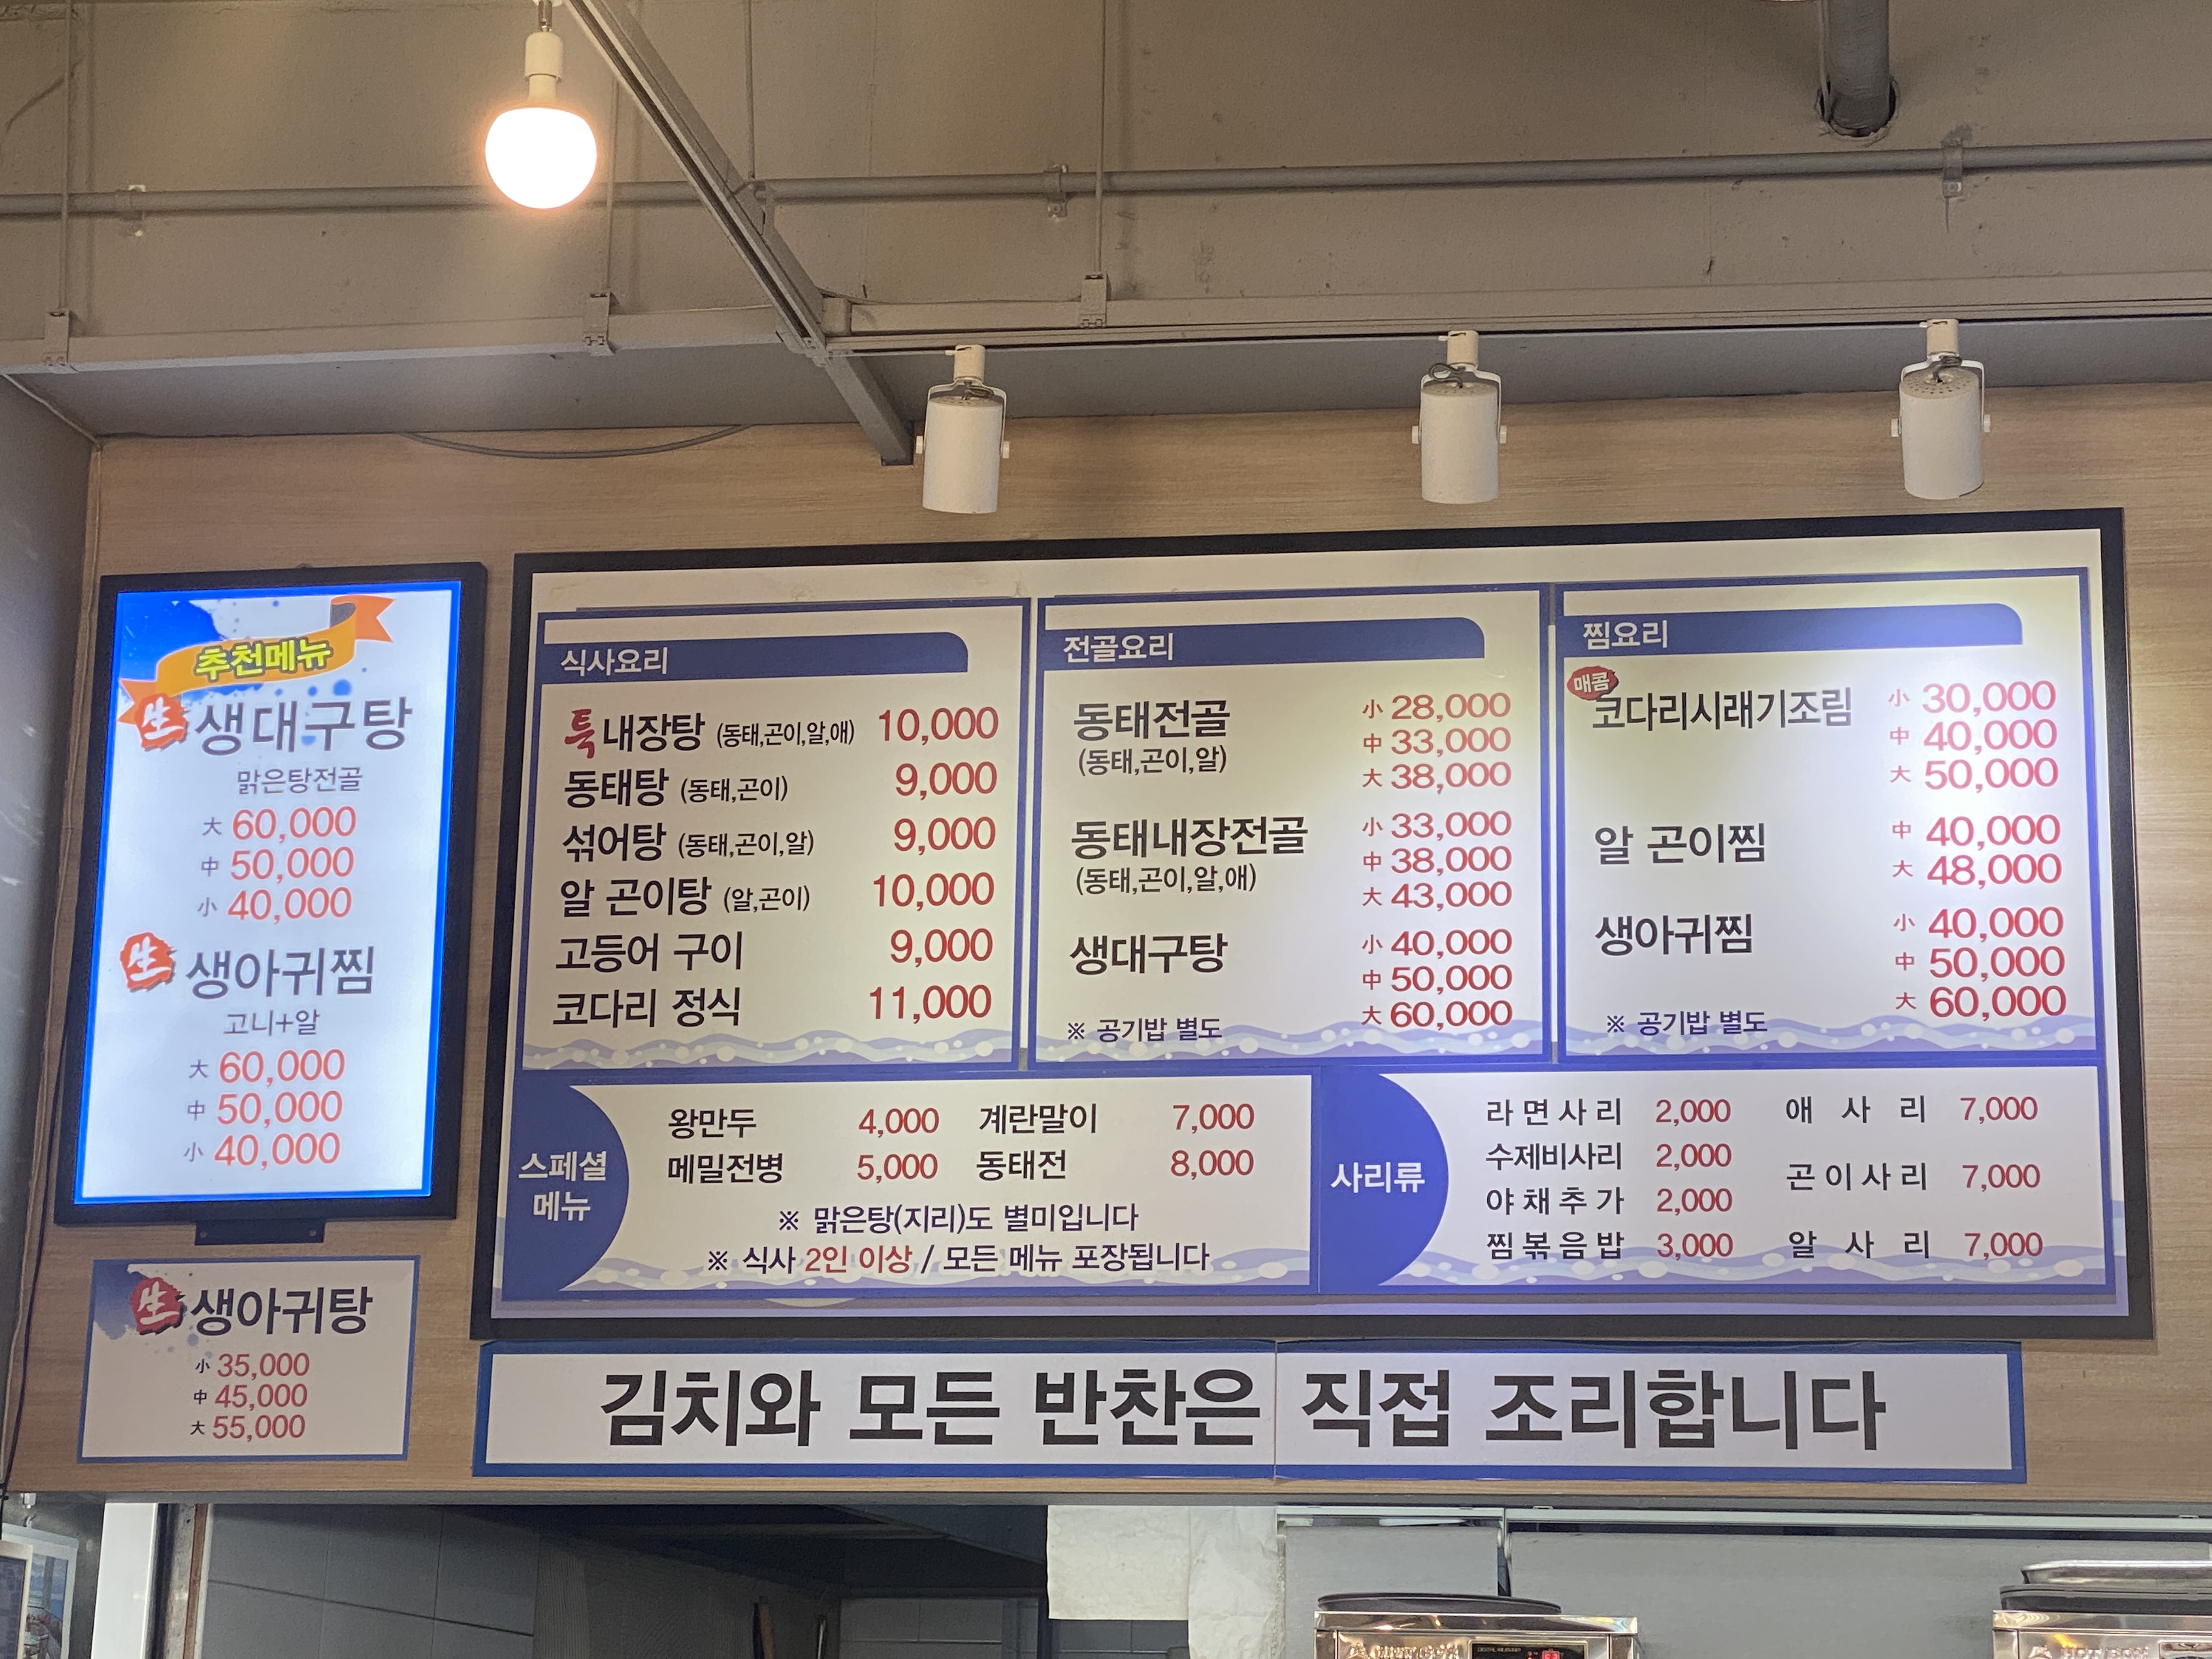 추천메뉴
生 생대구탕
맑은탕전골
大 60,000
中 50,000
小 40,000
生 생아귀찜
고니+알
大 60,000
中 50,000
小 40,000
生 생아귀탕
小 35,000
中 45,000
大 55,000
식사요리
특 내장탕 (동태,곤이,알,애) 10,000
동태탕 (동태,곤이) 9,000
섞어탕 (동태,곤이,알) 9,000
알 곤이탕 (알,곤이) 10,000
고등어 구이 9,000
코다리 정식 11,000
전골요리
동태전골 小 28,000
(동태,곤이,알) 中 33,000
大 38,000
동태내장전골 小 33,000
中 38,000
(동태,곤이,알,애) 大 43,000
생대구탕 小 40,000
中 50,000
大 60,000
※ 공기밥 별도
찜요리
매콤
코다리시래기조림 小 30,000
中 40,000
大 50,000
알 곤이찜 中 40,000
大 48,000
생아귀찜 小 40,000
中 50,000
大 60,000
※ 공기밥 별도
스페셜
메뉴
왕만두 4,000 계란말이 7,000
메밀전병 5,000 동태전 8,000
※ 맑은탕(지리)도 별미입니다
※ 식사 2인 이상 / 모든 메뉴 포장됩니다
사리류
라면사리 2,000
수제비사리 2,000
야채추가 2,000
찜볶음밥 3,000
애사리 7,000
곤이사리 7,000
알사리 7,000
김치와 모든 반찬은 직접 조리합니다